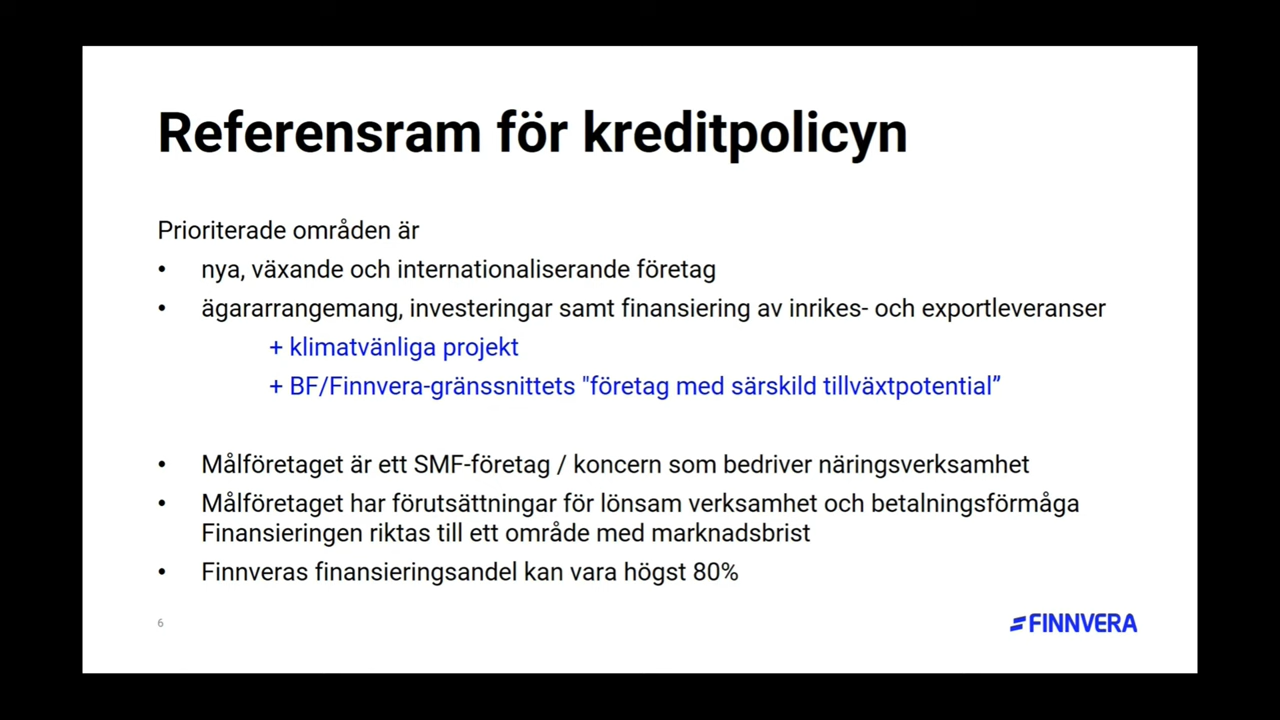 Referensram för kreditpolicyn
Prioriterade områden är
• nya, växande och internationaliserande företag
• ägararrangemang, investeringar samt finansiering av inrikes- och exportleveranser
+ klimatvänliga projekt
+ BF/Finnvera-gränssnittets "företag med särskild tillväxtpotential”
• Målföretaget är ett SMF-företag / koncern som bedriver näringsverksamhet
• Målföretaget har förutsättningar för lönsam verksamhet och betalningsförmåga
Finansieringen riktas till ett område med marknadsbrist
• Finnveras finansieringsandel kan vara högst 80%
6
FINNVERA